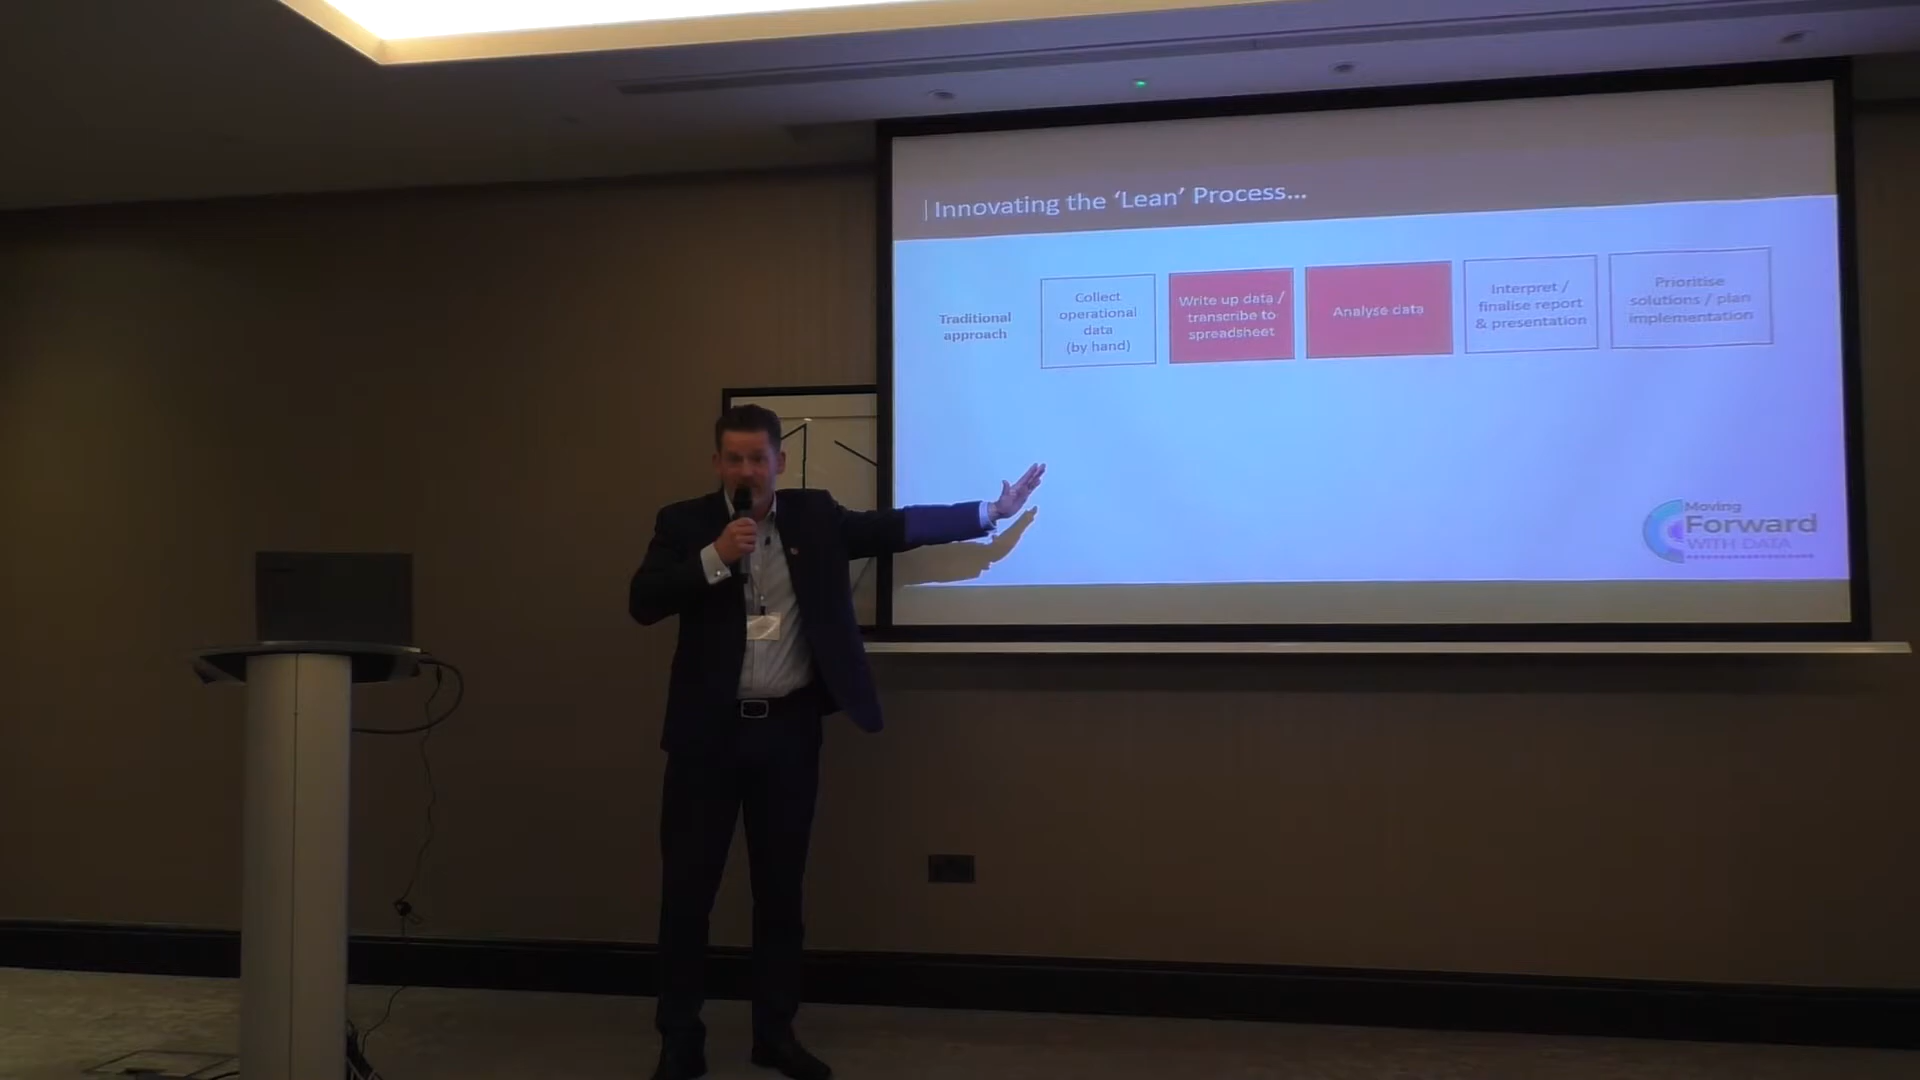 Innovating the ‘Lean’ Process...
Traditional
approach
Collect
operational
data
(by hand)
Write up data /
transcribe to
spreadsheet
Analyse data
Interpret /
finalise report
& presentation
Prioritise
solutions / plan
implementation
Moving
Forward
WITH DATA